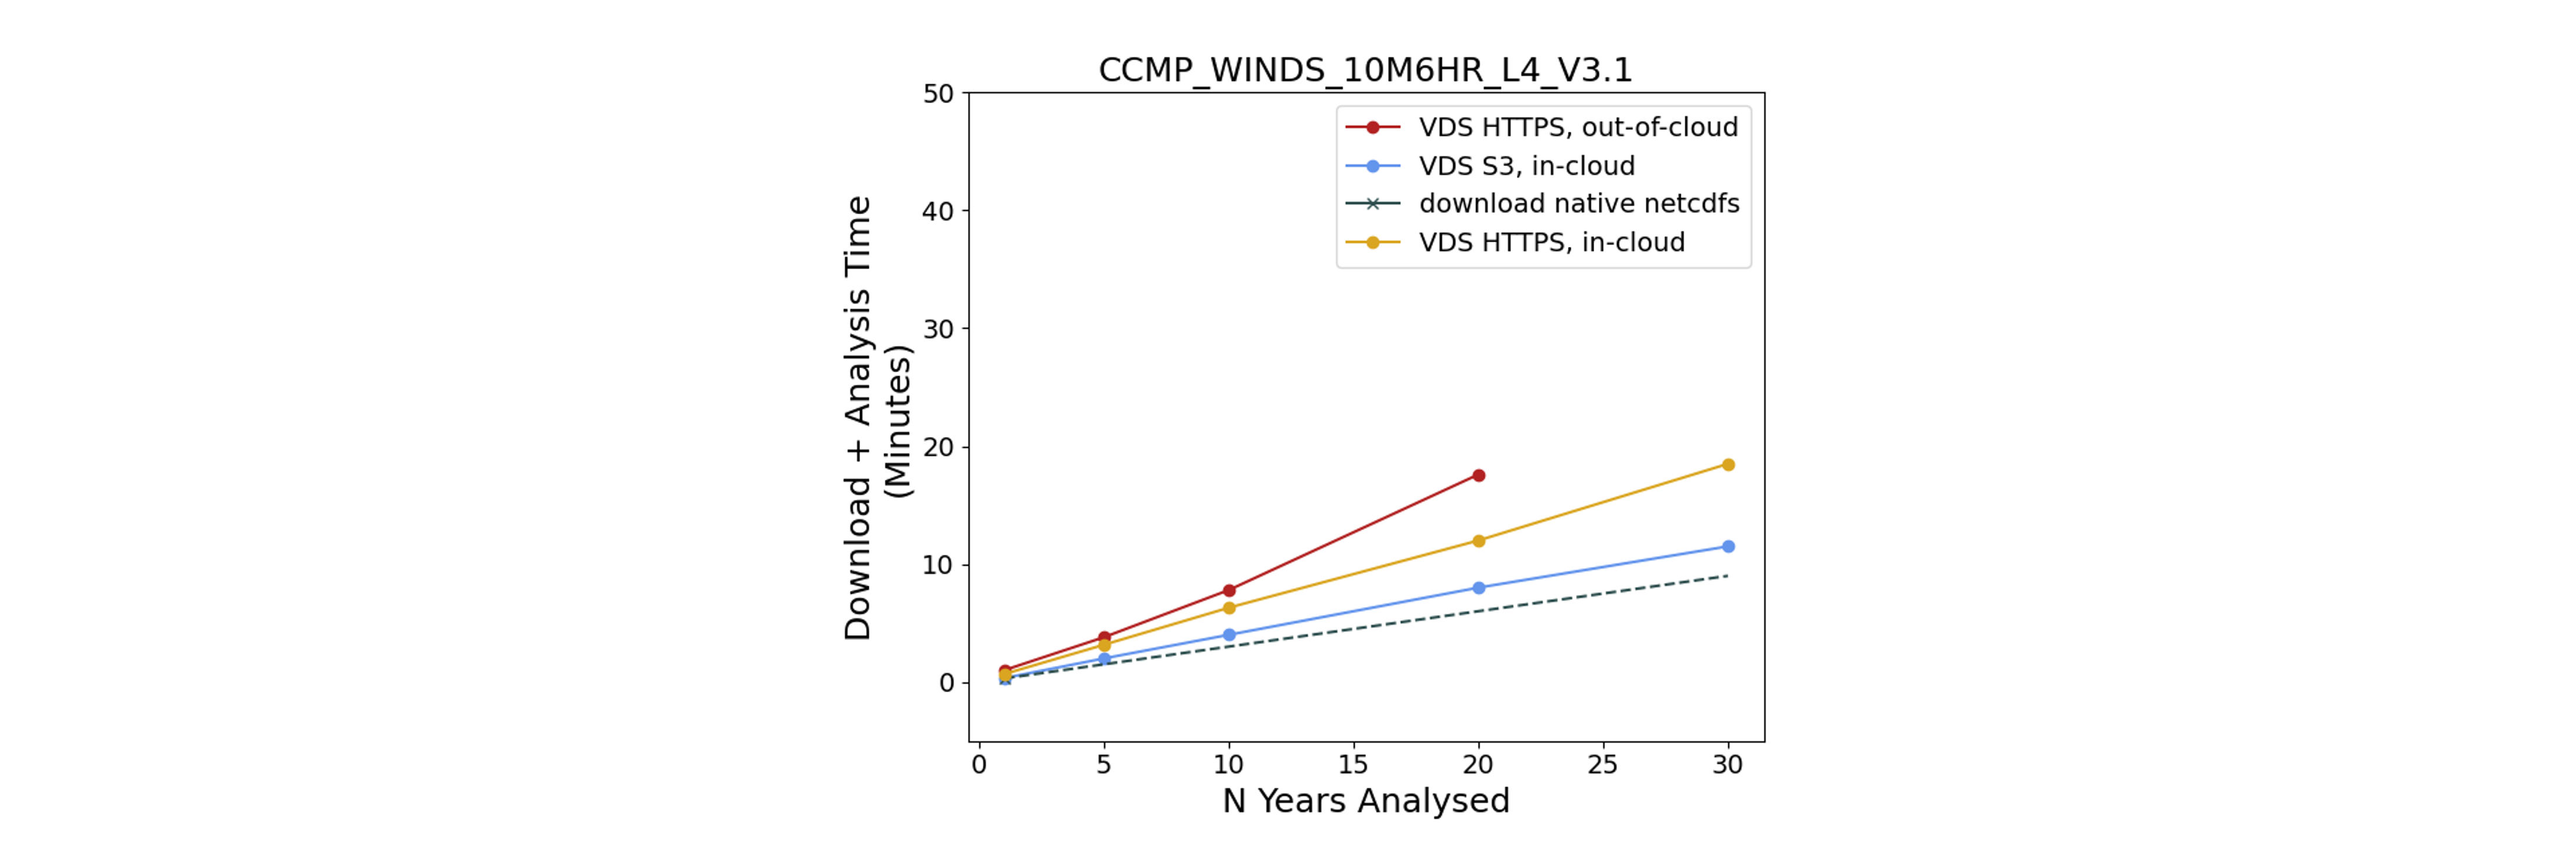 CCMP_WINDS_10M6HR_L4_V3.1
50
40
30
20
10
0
Download + Analysis Time
(Minutes)
VDS HTTPS, out-of-cloud
VDS S3, in-cloud
download native netcdfs
VDS HTTPS, in-cloud
0 5 10 15 20 25 30
N Years Analysed